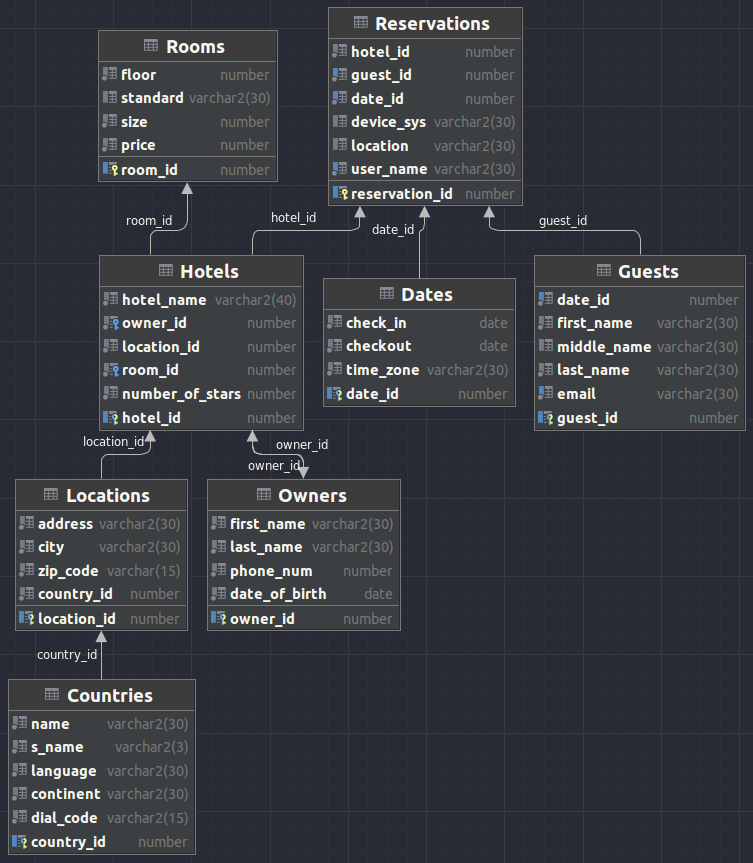 Rooms
floor number
standard varchar2(30)
size number
price number
room_id number
Reservations
hotel_id number
guest_id number
date_id number
device_sys varchar2(30)
location varchar2(30)
user_name varchar2(30)
reservation_id number
room_id
hotel_id
date_id
guest_id
Hotels
hotel_name varchar2(40)
owner_id number
location_id number
room_id number
number_of_stars number
hotel_id number
Dates
check_in date
checkout date
time_zone varchar2(30)
date_id number
Guests
date_id number
first_name varchar2(30)
middle_name varchar2(30)
last_name varchar2(30)
email varchar2(30)
guest_id number
location_id
owner_id
owner_id
Locations
address varchar2(30)
city varchar2(30)
zip_code varchar(15)
country_id number
location_id number
Owners
first_name varchar2(30)
last_name varchar2(30)
phone_num number
date_of_birth date
owner_id number
country_id
Countries
name varchar2(30)
s_name varchar2(3)
language varchar2(30)
continent varchar2(30)
dial_code varchar2(15)
country_id number